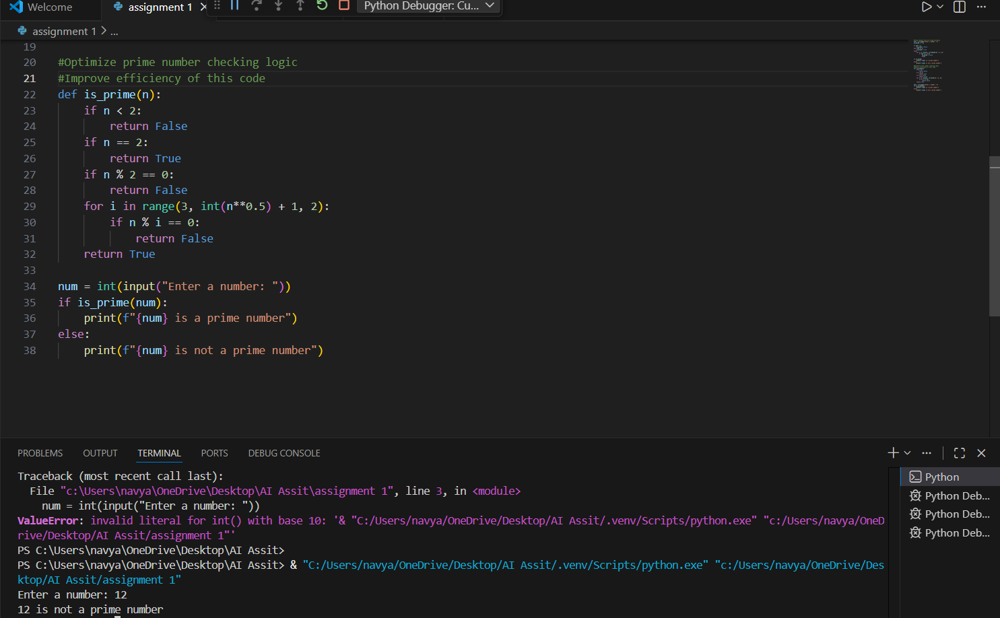 Welcome
assignment 1
Python Debugger: Cu...
assignment 1 > ...
19
20 #Optimize prime number checking logic
21 #Improve efficiency of this code
22 def is_prime(n):
23     if n < 2:
24         return False
25     if n == 2:
26         return True
27     if n % 2 == 0:
28         return False
29     for i in range(3, int(n**0.5) + 1, 2):
30         if n % i == 0:
31             return False
32     return True
33
34 num = int(input("Enter a number: "))
35 if is_prime(num):
36     print(f"{num} is a prime number")
37 else:
38     print(f"{num} is not a prime number")
PROBLEMS OUTPUT TERMINAL PORTS DEBUG CONSOLE
Traceback (most recent call last):
  File "c:\Users\navya\OneDrive\Desktop\AI Assit\assignment 1", line 3, in <module>
    num = int(input("Enter a number: "))
ValueError: invalid literal for int() with base 10: '& "C:/Users/navya/OneDrive/Desktop/AI Assit/.venv/Scripts/python.exe" "c:/Users/navya/OneD
rive/Desktop/AI Assit/assignment 1"'
PS C:\Users\navya\OneDrive\Desktop\AI Assit>
PS C:\Users\navya\OneDrive\Desktop\AI Assit> & "C:/Users/navya/OneDrive/Desktop/AI Assit/.venv/Scripts/python.exe" "c:/Users/navya/OneDrive/Des
ktop/AI Assit/assignment 1"
Enter a number: 12
12 is not a prime number
Python
Python Deb...
Python Deb...
Python Deb...